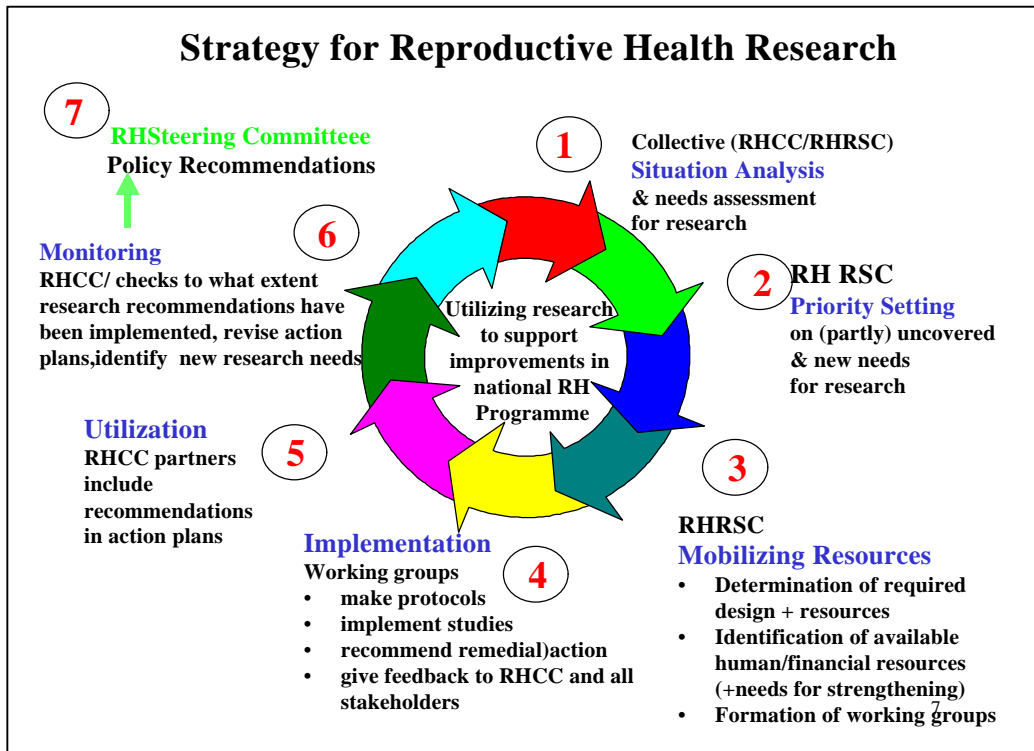 Strategy for Reproductive Health Research
7
RHSteering Committeee
Policy Recommendations
1
Collective (RHCC/RHRSC)
Situation Analysis
& needs assessment
for research
2
RH RSC
Priority Setting
on (partly) uncovered
& new needs
for research
3
RHRSC
Mobilizing Resources
• Determination of required
design + resources
• Identification of available
human/financial resources
(+needs for strengthening)
• Formation of working groups
4
Implementation
Working groups
• make protocols
• implement studies
• recommend remedial)action
• give feedback to RHCC and all
stakeholders
5
Utilization
RHCC partners
include
recommendations
in action plans
6
Monitoring
RHCC/ checks to what extent
research recommendations have
been implemented, revise action
plans,identify new research needs
Utilizing research
to support
improvements in
national RH
Programme
7